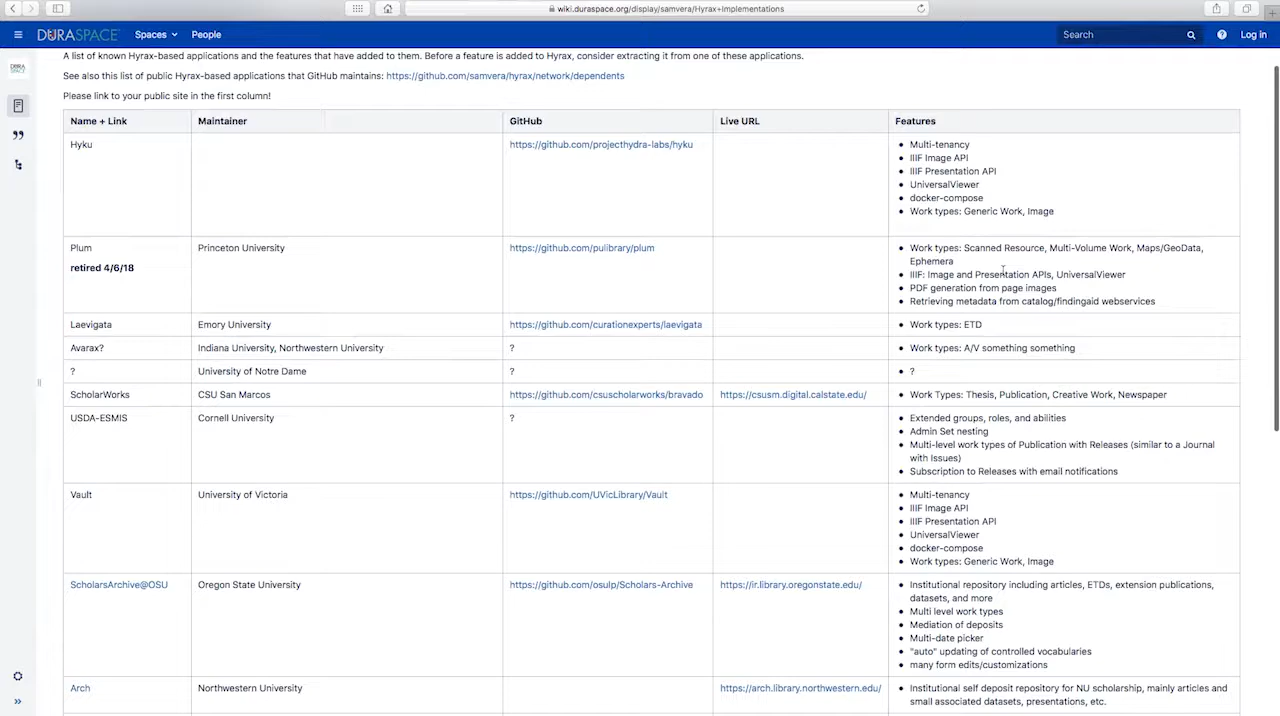 wiki.duraspace.org/display/samvera/Hyrax+Implementations
DURASPACE Spaces People Search Log in
A list of known Hyrax-based applications and the features that have added to them. Before a feature is added to Hyrax, consider extracting it from one of these applications.
See also this list of public Hyrax-based applications that GitHub maintains: https://github.com/samvera/hyrax/network/dependents
Please link to your public site in the first column!
Name + Link Maintainer GitHub Live URL Features
Hyku https://github.com/projecthydra-labs/hyku
Multi-tenancy
IIIF Image API
IIIF Presentation API
UniversalViewer
docker-compose
Work types: Generic Work, Image
Plum
retired 4/6/18
Princeton University https://github.com/pulibrary/plum
Work types: Scanned Resource, Multi-Volume Work, Maps/GeoData,
Ephemera
IIIF: Image and Presentation APIs, UniversalViewer
PDF generation from page images
Retrieving metadata from catalog/findingaid webservices
Laevigata Emory University https://github.com/curationexperts/laevigata Work types: ETD
Avarax? Indiana University, Northwestern University ? Work types: A/V something something
? University of Notre Dame ? ?
ScholarWorks CSU San Marcos https://github.com/csuscholarworks/bravado https://csusm.digital.calstate.edu/ Work Types: Thesis, Publication, Creative Work, Newspaper
USDA-ESMIS Cornell University ?
Extended groups, roles, and abilities
Admin Set nesting
Multi-level work types of Publication with Releases (similar to a Journal
with Issues)
Subscription to Releases with email notifications
Vault University of Victoria https://github.com/UVicLibrary/Vault
Multi-tenancy
IIIF Image API
IIIF Presentation API
UniversalViewer
docker-compose
Work types: Generic Work, Image
ScholarsArchive@OSU Oregon State University https://github.com/osulp/Scholars-Archive https://ir.library.oregonstate.edu/
Institutional repository including articles, ETDs, extension publications,
datasets, and more
Multi level work types
Mediation of deposits
Multi-date picker
"auto" updating of controlled vocabularies
many form edits/customizations
Arch Northwestern University https://arch.library.northwestern.edu/
Institutional self deposit repository for NU scholarship, mainly articles and
small associated datasets, presentations, etc.